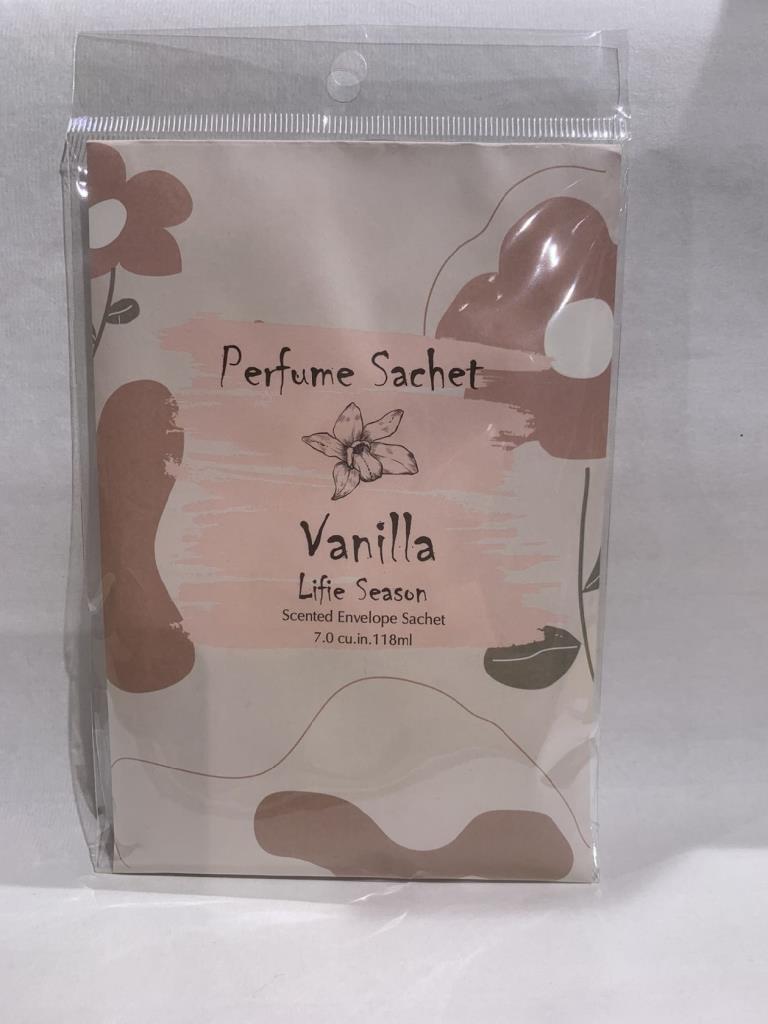 Perfume Sachet
Vanilla
Lifie Season
Scented Envelope Sachet
7.0 cu.in.118ml